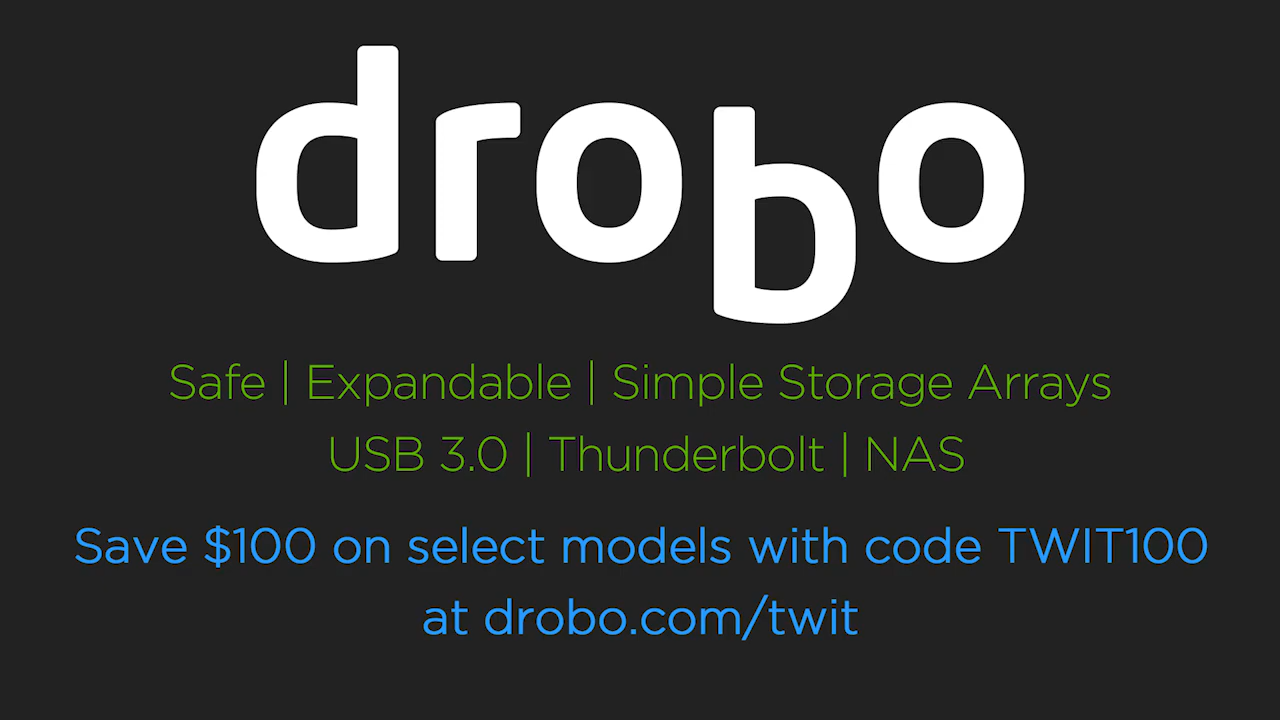 drobo
Safe | Expandable | Simple Storage Arrays
USB 3.0 | Thunderbolt | NAS
Save $100 on select models with code TWIT100
at drobo.com/twit